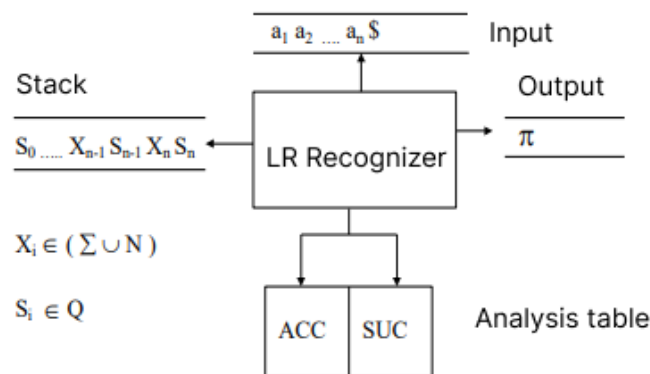 a₁ a₂ .... aₙ $
Input
Stack
Output
S₀ ..... Xₙ₋₁ Sₙ₋₁ Xₙ Sₙ
LR Recognizer
π
Xᵢ ∈ ( Σ ∪ N )
Sᵢ ∈ Q
ACC
SUC
Analysis table